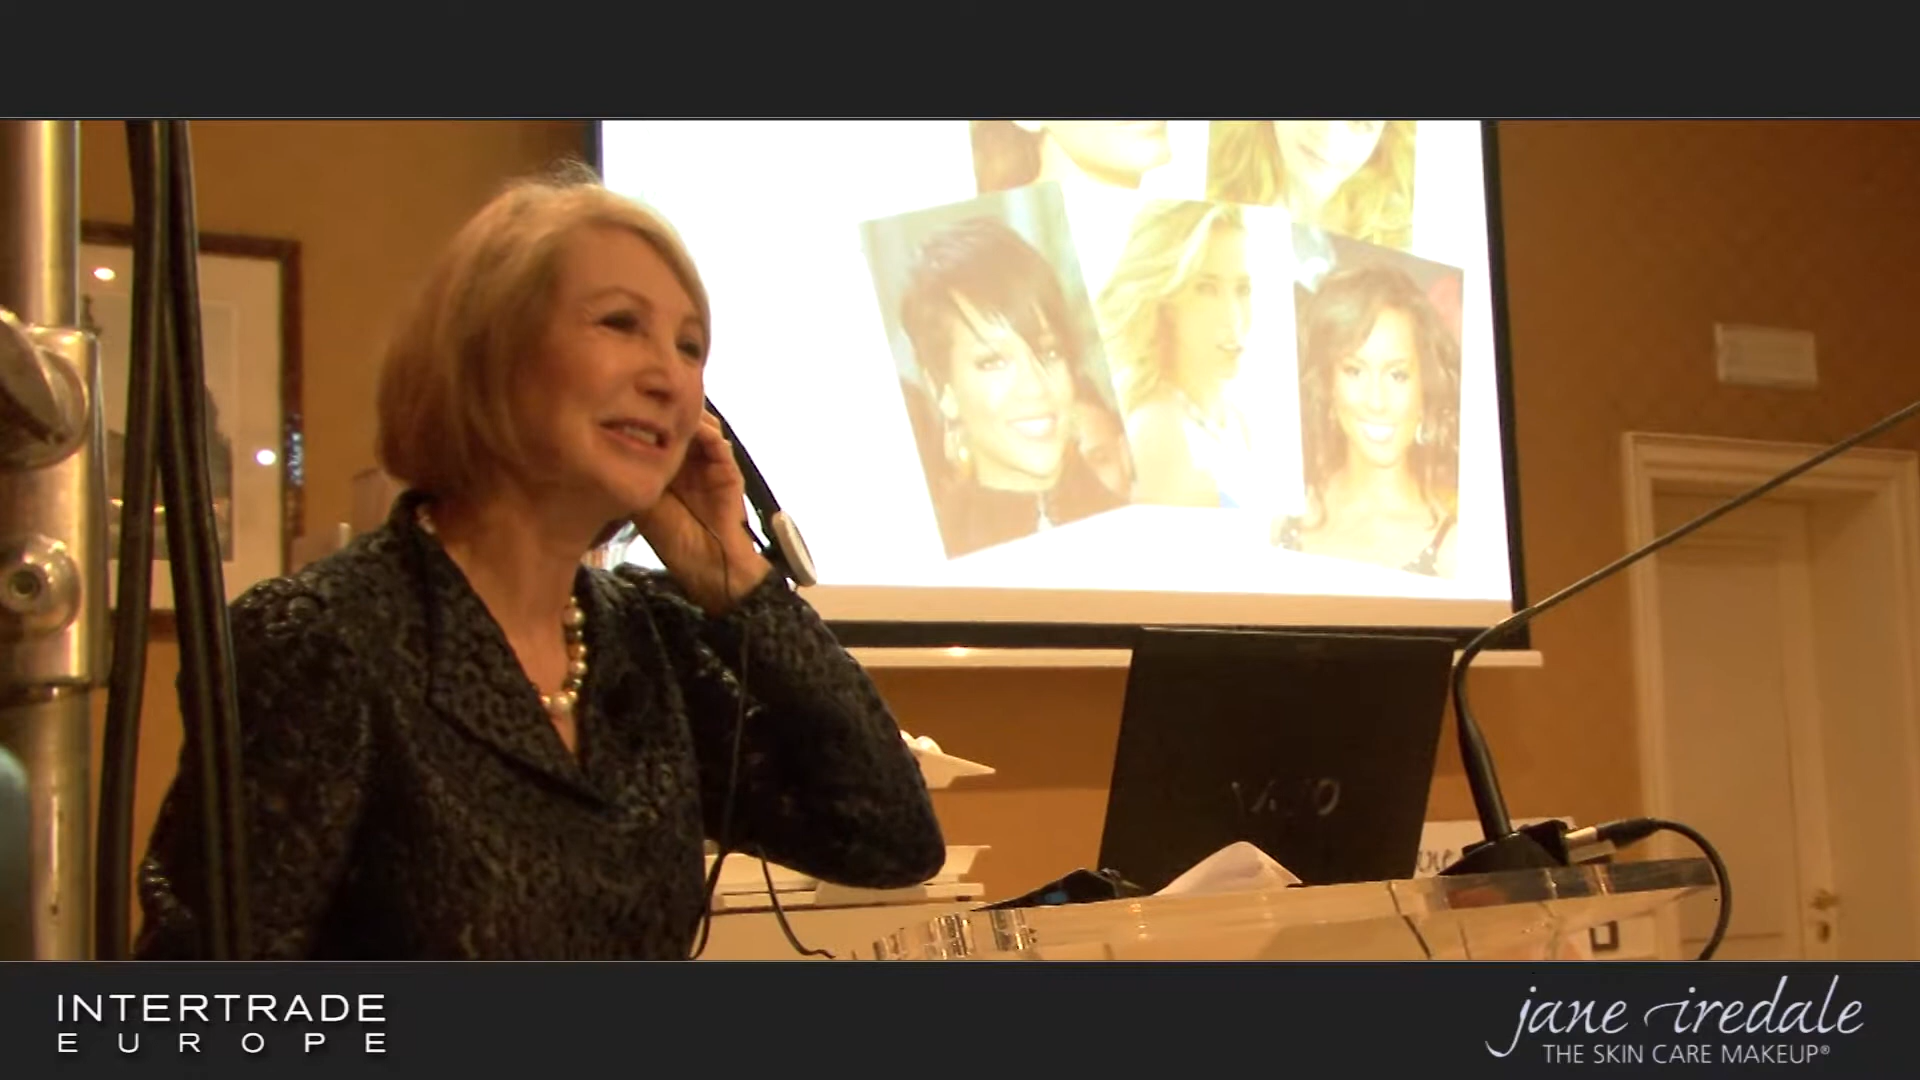 INTERTRADE
EUROPE
jane iredale
THE SKIN CARE MAKEUP®
VAIO